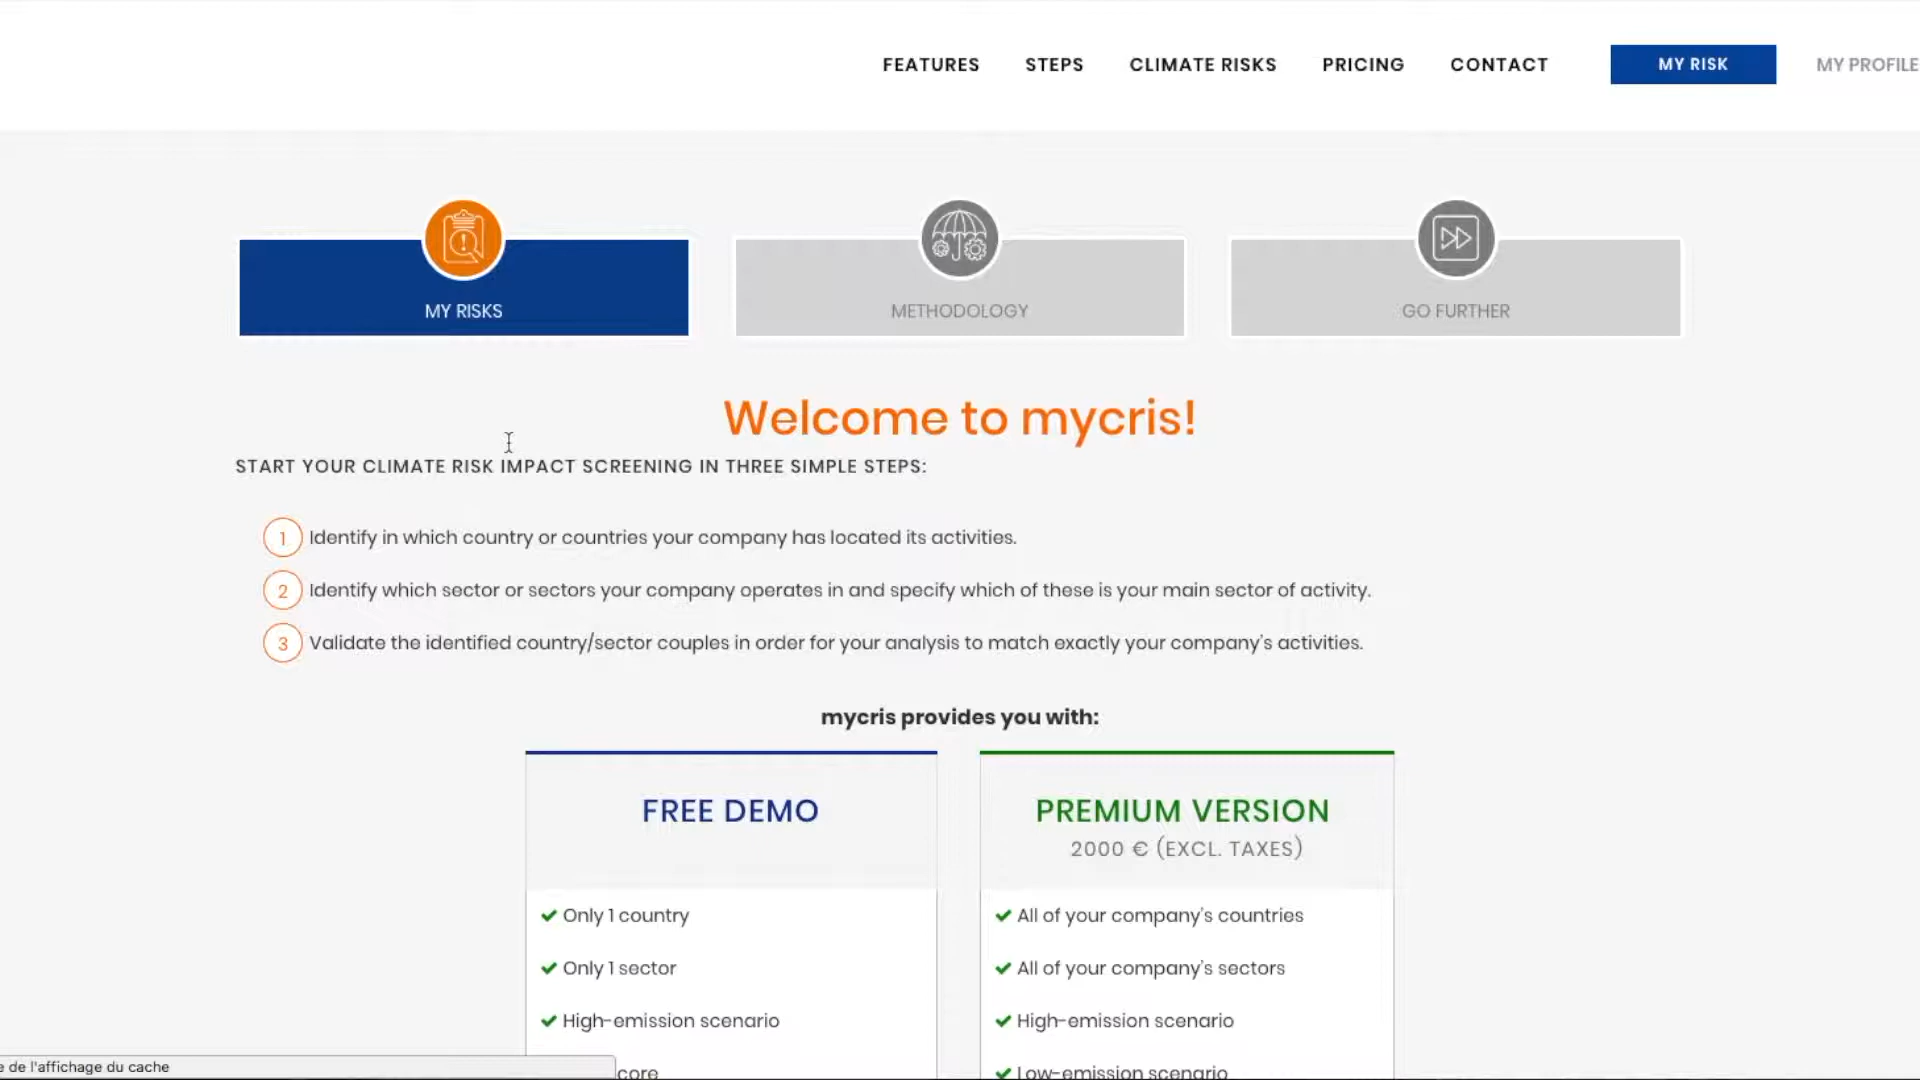 FEATURES STEPS CLIMATE RISKS PRICING CONTACT MY RISK MY PROFILE
MY RISKS METHODOLOGY GO FURTHER
Welcome to mycris!
START YOUR CLIMATE RISK IMPACT SCREENING IN THREE SIMPLE STEPS:
1 Identify in which country or countries your company has located its activities.
2 Identify which sector or sectors your company operates in and specify which of these is your main sector of activity.
3 Validate the identified country/sector couples in order for your analysis to match exactly your company's activities.
mycris provides you with:
FREE DEMO
Only 1 country
Only 1 sector
High-emission scenario
core
PREMIUM VERSION
2000 € (EXCL. TAXES)
All of your company's countries
All of your company's sectors
High-emission scenario
Low-emission scenario
e de l'affichage du cache